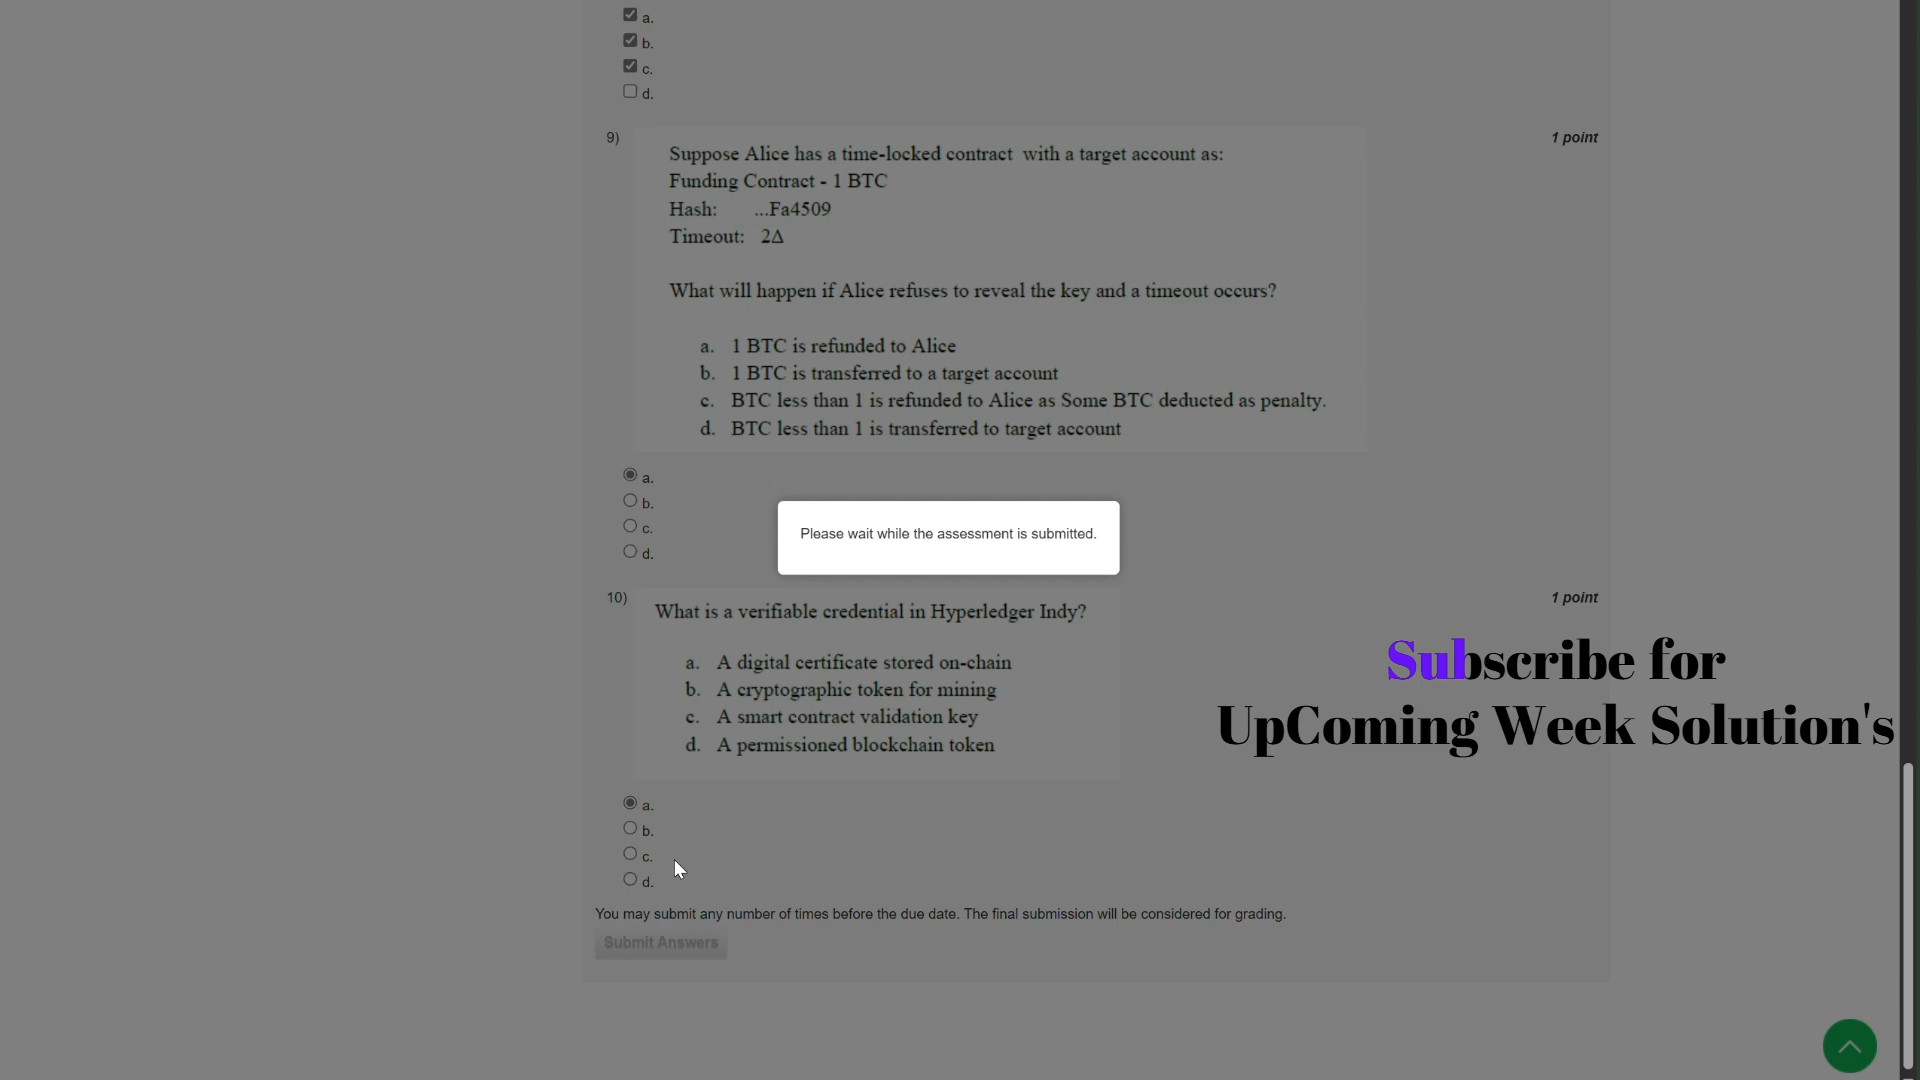 a.
b.
c.
d.
9)
1 point
Suppose Alice has a time-locked contract with a target account as:
Funding Contract - 1 BTC
Hash: ...Fa4509
Timeout: 2Δ
What will happen if Alice refuses to reveal the key and a timeout occurs?
a. 1 BTC is refunded to Alice
b. 1 BTC is transferred to a target account
c. BTC less than 1 is refunded to Alice as Some BTC deducted as penalty.
d. BTC less than 1 is transferred to target account
a.
b.
c.
d.
Please wait while the assessment is submitted.
10)
1 point
What is a verifiable credential in Hyperledger Indy?
a. A digital certificate stored on-chain
b. A cryptographic token for mining
c. A smart contract validation key
d. A permissioned blockchain token
Subscribe for
UpComing Week Solution's
a.
b.
c.
d.
You may submit any number of times before the due date. The final submission will be considered for grading.
Submit Answers